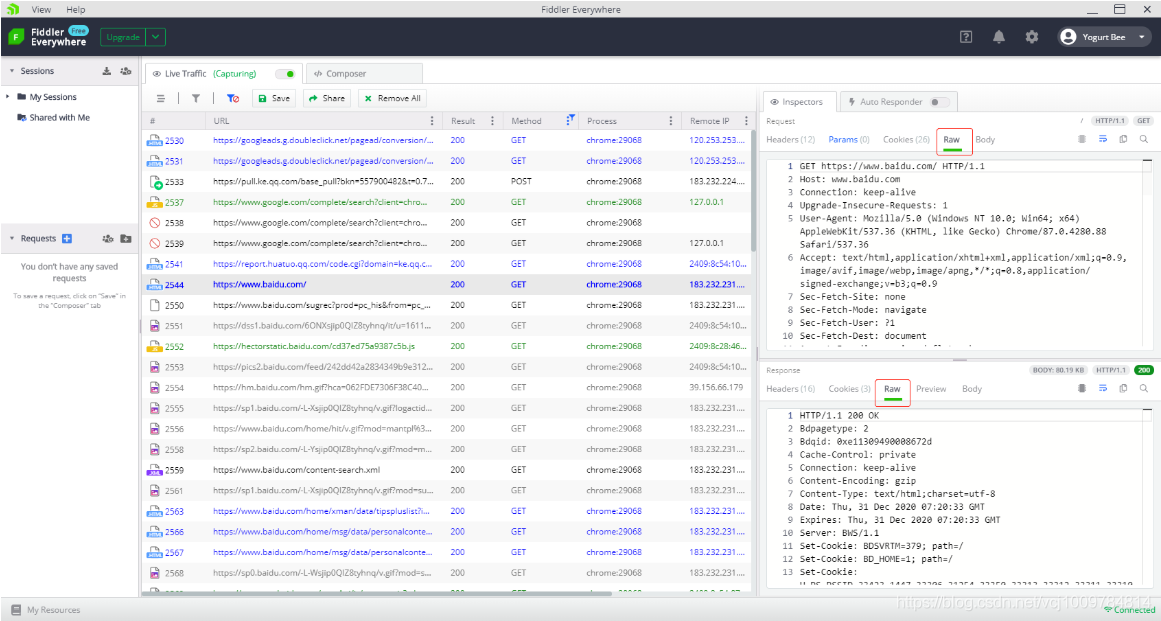 View Help Fiddler Everywhere
Fiddler Everywhere Free
Upgrade
Yogurt Bee
Sessions
My Sessions
Shared with Me
Requests
You don't have any saved requests
To save a request, click on "Save" in the "Composer" tab
Live Traffic (Capturing)
Composer
Save Share Remove All
# URL Result Method Process Remote IP
2530 https://googleads.g.doubleclick.net/pagead/conversion/... 200 GET chrome:29068 120.253.253....
2531 https://googleads.g.doubleclick.net/pagead/conversion/... 200 GET chrome:29068 120.253.253....
2533 https://pull.ke.qq.com/base_pull?bkn=557900482&t=0.7... 200 POST chrome:29068 183.232.224....
2537 https://www.google.com/complete/search?client=chro... 200 GET chrome:29068 127.0.0.1
2538 https://www.google.com/complete/search?client=chro... 200 GET chrome:29068
2539 https://www.google.com/complete/search?client=chro... 200 GET chrome:29068 127.0.0.1
2541 https://report.huatuo.qq.com/code.cgi?domain=ke.qq.c... 200 GET chrome:29068 2409:8c54:10...
2544 https://www.baidu.com/ 200 GET chrome:29068 183.232.231....
2550 https://www.baidu.com/sugrec?prod=pc_his&from=pc_... 200 GET chrome:29068 183.232.231....
2551 https://dss1.baidu.com/6ONXsjip0QIZ8tyhnq/it/u=1611... 200 GET chrome:29068 2409:8c54:10...
2552 https://hectorstatic.baidu.com/cd37ed75a9387c5b.js 200 GET chrome:29068 2409:8c28:46...
2553 https://pics2.baidu.com/feed/242dd42a2834349b9e312... 200 GET chrome:29068 2409:8c54:10...
2554 https://hm.baidu.com/hm.gif?hca=062FDE7306F38C40... 200 GET chrome:29068 39.156.66.179
2555 https://sp1.baidu.com/-L-Xsjip0QIZ8tyhnq/v.gif?logactid... 200 GET chrome:29068 183.232.231....
2556 https://www.baidu.com/home/hit/v.gif?mod=mantpl%3... 200 GET chrome:29068 183.232.231....
2558 https://sp2.baidu.com/-L-Ysjip0QIZ8tyhnq/v.gif?mod=m... 200 GET chrome:29068 183.232.231....
2559 https://www.baidu.com/content-search.xml 200 GET chrome:29068 183.232.231....
2561 https://sp1.baidu.com/-L-Xsjip0QIZ8tyhnq/v.gif?mod=su... 200 GET chrome:29068 183.232.231....
2563 https://www.baidu.com/home/xman/data/tipspluslist?i... 200 GET chrome:29068 183.232.231....
2566 https://www.baidu.com/home/msg/data/personalconte... 200 GET chrome:29068 183.232.231....
2567 https://www.baidu.com/home/msg/data/personalconte... 200 GET chrome:29068 183.232.231....
2568 https://sp0.baidu.com/-L-Wsjip0QIZ8tyhnq/v.gif?mod=s... 200 GET chrome:29068 183.232.231....
Inspectors Auto Responder
Request / HTTP/1.1 GET
Headers (12) Params (0) Cookies (26) Raw Body
1 GET https://www.baidu.com/ HTTP/1.1
2 Host: www.baidu.com
3 Connection: keep-alive
4 Upgrade-Insecure-Requests: 1
5 User-Agent: Mozilla/5.0 (Windows NT 10.0; Win64; x64)
AppleWebKit/537.36 (KHTML, like Gecko) Chrome/87.0.4280.88
Safari/537.36
6 Accept: text/html,application/xhtml+xml,application/xml;q=0.9,
image/avif,image/webp,image/apng,*/*;q=0.8,application/
signed-exchange;v=b3;q=0.9
7 Sec-Fetch-Site: none
8 Sec-Fetch-Mode: navigate
9 Sec-Fetch-User: ?1
10 Sec-Fetch-Dest: document
Response BODY: 80.19 KB HTTP/1.1 200
Headers (16) Cookies (3) Raw Preview Body
1 HTTP/1.1 200 OK
2 Bdpagetype: 2
3 Bdqid: 0xe11309490008672d
4 Cache-Control: private
5 Connection: keep-alive
6 Content-Encoding: gzip
7 Content-Type: text/html;charset=utf-8
8 Date: Thu, 31 Dec 2020 07:20:33 GMT
9 Expires: Thu, 31 Dec 2020 07:20:33 GMT
10 Server: BWS/1.1
11 Set-Cookie: BDSVRTM=379; path=/
12 Set-Cookie: BD_HOME=1; path=/
13 Set-Cookie:
My Resources
Connected